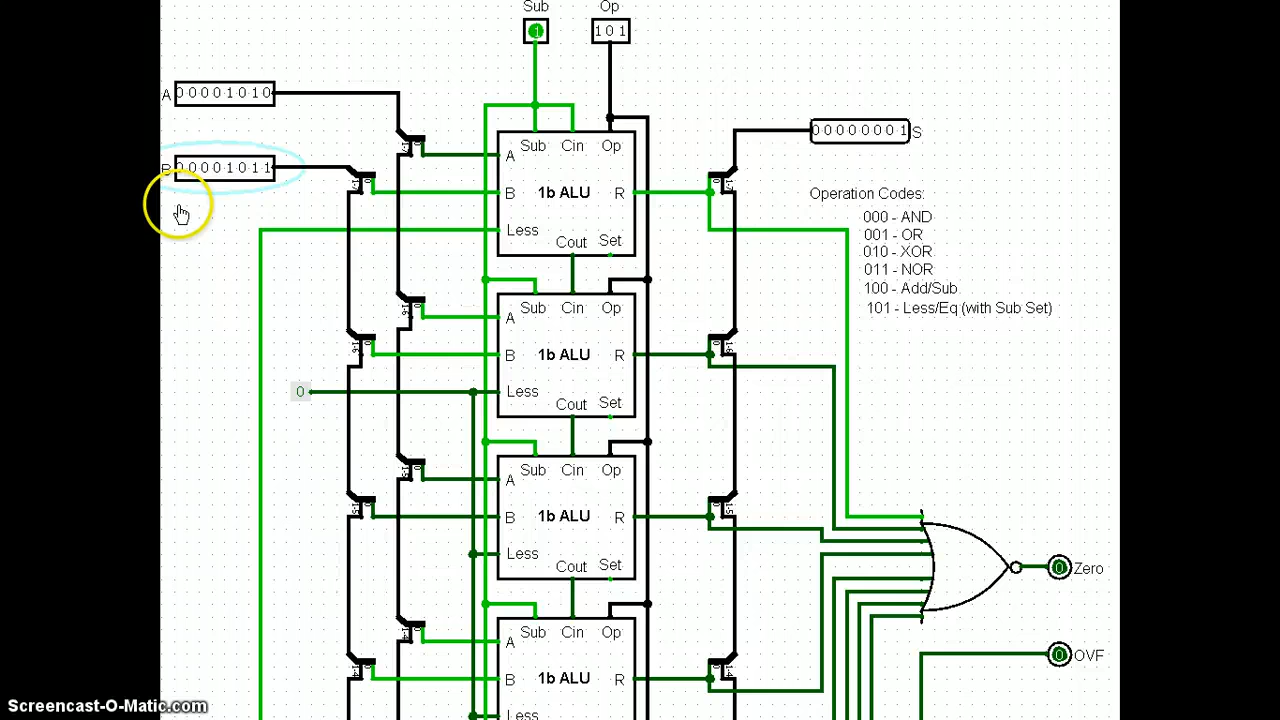 Sub Op
1 1 0 1
A 0 0 0 0 1 0 1 0
0 0 0 0 0 0 0 1 S
B 0 0 0 0 1 0 1 1
Sub Cin Op
A
B 1b ALU R
Less
Cout Set
Operation Codes:
000 - AND
001 - OR
010 - XOR
011 - NOR
100 - Add/Sub
101 - Less/Eq (with Sub Set)
Sub Cin Op
A
B 1b ALU R
0 Less
Cout Set
Sub Cin Op
A
B 1b ALU R
Less
Cout Set
0 Zero
Sub Cin Op
A
B 1b ALU R
Less
0 OVF
Screencast-O-Matic.com